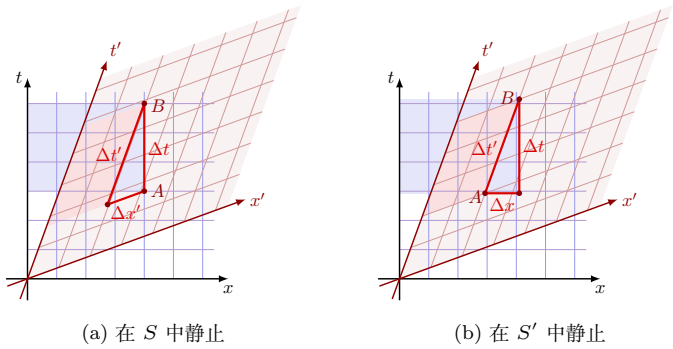 t
t′
B
Δt′
Δt
A
Δx′
x′
x
(a) 在 S 中静止
t
t′
B
Δt′
Δt
A
Δx
x′
x
(b) 在 S′ 中静止